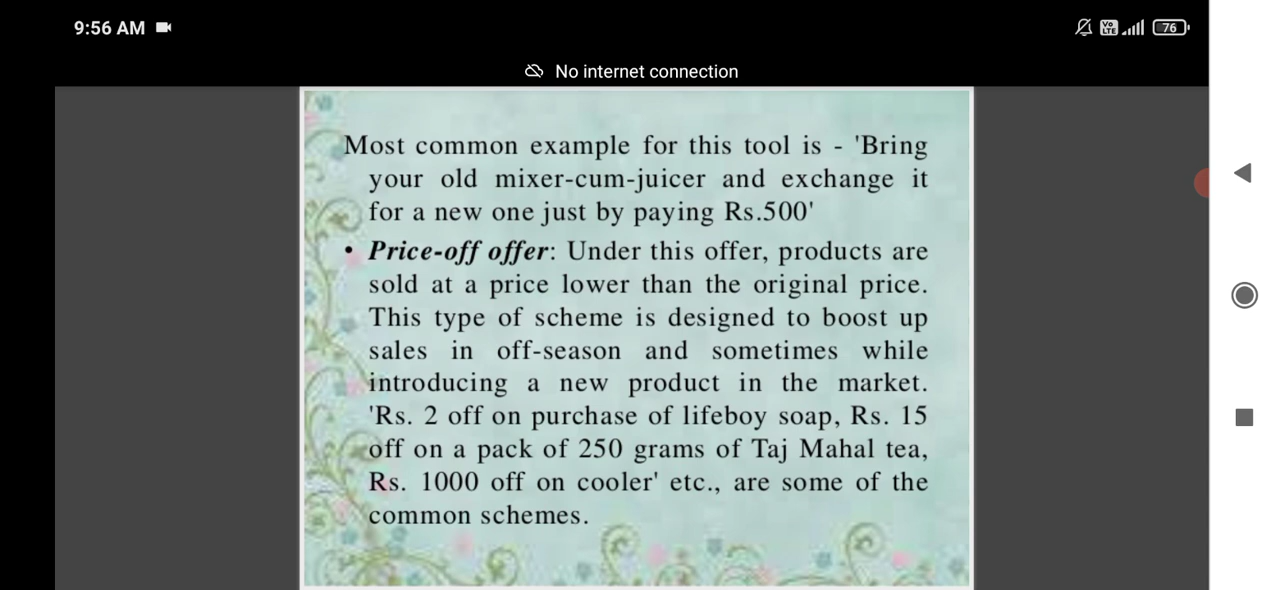 9:56 AM
Vo LTE 76
No internet connection
Most common example for this tool is - 'Bring
your old mixer-cum-juicer and exchange it
for a new one just by paying Rs.500'
• Price-off offer: Under this offer, products are
sold at a price lower than the original price.
This type of scheme is designed to boost up
sales in off-season and sometimes while
introducing a new product in the market.
'Rs. 2 off on purchase of lifeboy soap, Rs. 15
off on a pack of 250 grams of Taj Mahal tea,
Rs. 1000 off on cooler' etc., are some of the
common schemes.